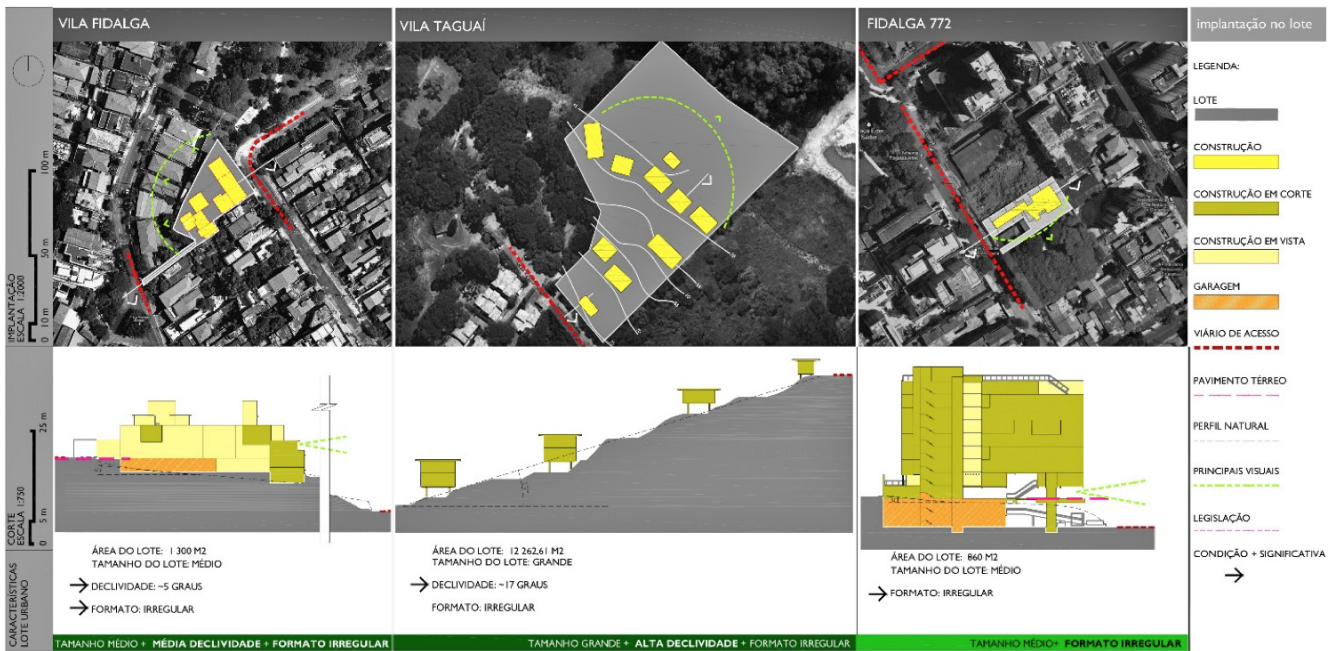 VILA FIDALGA
VILA TAGUAÍ
FIDALGA 772
implantação no lote
IMPLANTAÇÃO
ESCALA 1:2000
0 10 m 50 m 100 m
CORTE
ESCALA 1:750
0 5 m 25 m
CARACTERISTICAS
LOTE URBANO
ÁREA DO LOTE: 1 300 M2
TAMANHO DO LOTE: MÉDIO
DECLIVIDADE: ~5 GRAUS
FORMATO: IRREGULAR
TAMANHO MÉDIO + MÉDIA DECLIVIDADE + FORMATO IRREGULAR
ÁREA DO LOTE: 12 262,61 M2
TAMANHO DO LOTE: GRANDE
DECLIVIDADE: ~17 GRAUS
FORMATO: IRREGULAR
TAMANHO GRANDE + ALTA DECLIVIDADE + FORMATO IRREGULAR
ÁREA DO LOTE: 860 M2
TAMANHO DO LOTE: MÉDIO
FORMATO: IRREGULAR
TAMANHO MÉDIO+ FORMATO IRREGULAR
LEGENDA:
LOTE
CONSTRUÇÃO
CONSTRUÇÃO EM CORTE
CONSTRUÇÃO EM VISTA
GARAGEM
VIÁRIO DE ACESSO
PAVIMENTO TÉRREO
PERFIL NATURAL
PRINCIPAIS VISUAIS
LEGISLAÇÃO
CONDIÇÃO + SIGNIFICATIVA